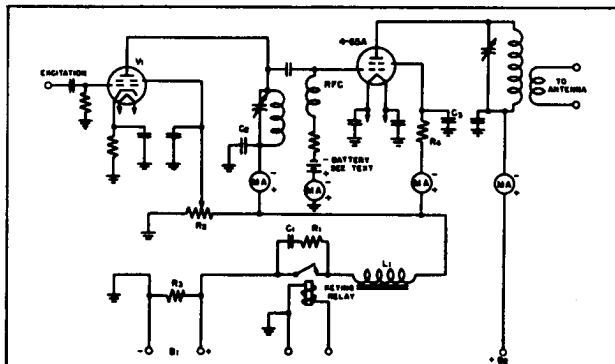 V1
4-65A
EXCITATION
RFC
TO
ANTENNA
C2
C3
R4
BATTERY
SEE TEXT
MA
MA
MA
MA
R2
C1
R1
L1
R3
KEYING RELAY
- B1 +
+ B2